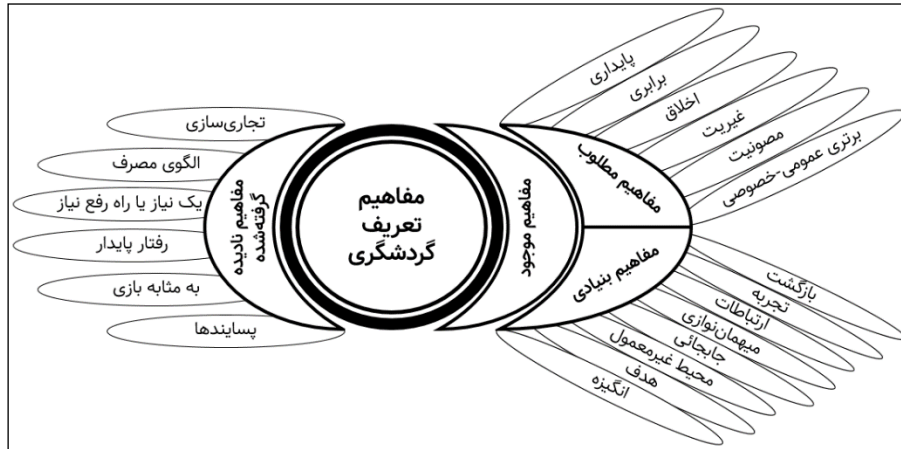 پایداری
برابری
اخلاق
غیریت
مصونیت
برتری عمومی-خصوصی
مفاهیم مطلوب
مفاهیم بنیادی
بازگشت
تجربه
ارتباطات
میهمان‌نوازی
جابجائی
محیط غیرمعمول
هدف
انگیزه
مفاهیم موجود
مفاهیم
تعریف
گردشگری
مفاهیم نادیده
گرفته‌شده
تجاری‌سازی
الگوی مصرف
یک نیاز یا راه رفع نیاز
رفتار پایدار
به مثابه بازی
پسایندها